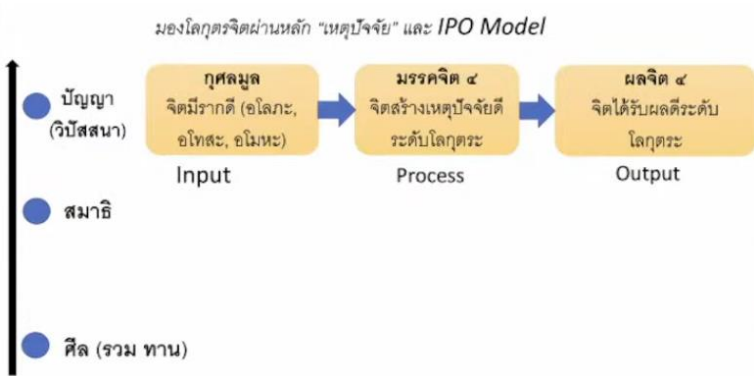 มองโลกุตรจิตผ่านหลัก “เหตุปัจจัย” และ IPO Model
ปัญญา
(วิปัสสนา)
กุศลมูล
จิตมีรากดี (อโลภะ,
อโทสะ, อโมหะ)
Input
มรรคจิต ๔
จิตสร้างเหตุปัจจัยดี
ระดับโลกุตระ
Process
ผลจิต ๔
จิตได้รับผลดีระดับ
โลกุตระ
Output
สมาธิ
ศีล (รวม ทาน)